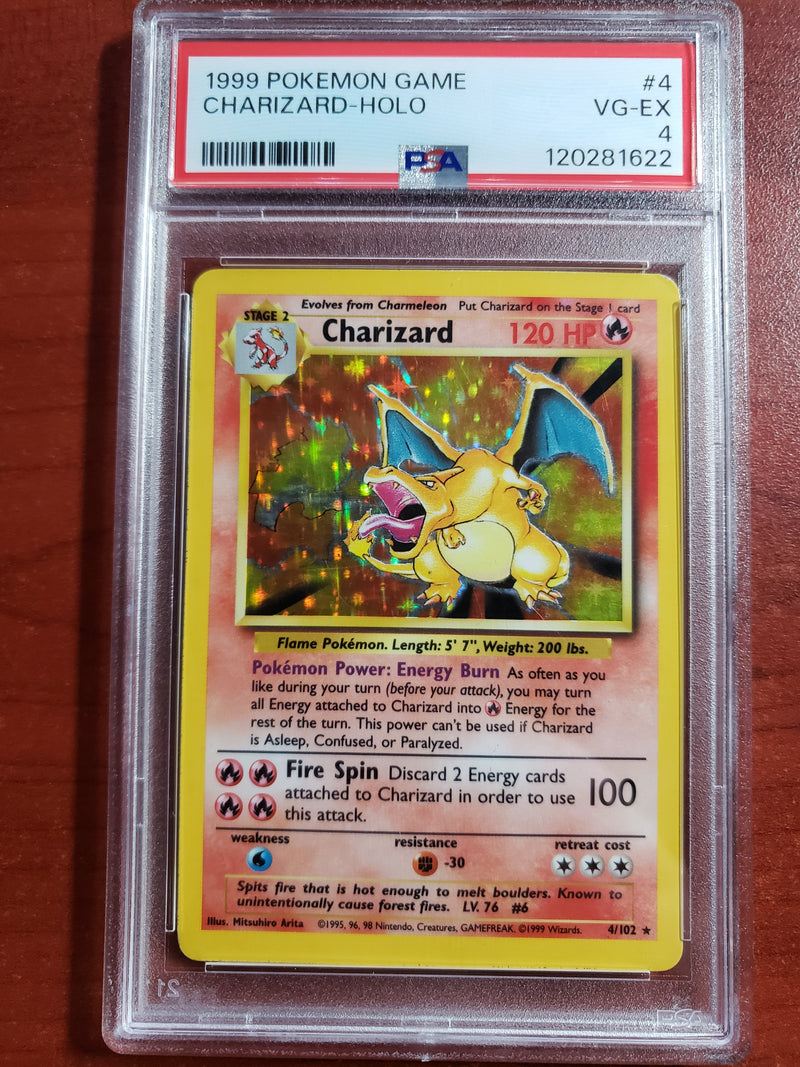 1999 POKEMON GAME #4
CHARIZARD-HOLO VG-EX
4
PSA 120281622
Evolves from Charmeleon Put Charizard on the Stage 1 card
STAGE 2
Charizard 120 HP
Flame Pokémon. Length: 5' 7", Weight: 200 lbs.
Pokémon Power: Energy Burn As often as you
like during your turn (before your attack), you may turn
all Energy attached to Charizard into Energy for the
rest of the turn. This power can't be used if Charizard
is Asleep, Confused, or Paralyzed.
Fire Spin Discard 2 Energy cards
attached to Charizard in order to use 100
this attack.
weakness resistance retreat cost
-30
Spits fire that is hot enough to melt boulders. Known to
unintentionally cause forest fires. LV. 76 #6
Illus. Mitsuhiro Arita ©1995, 96, 98 Nintendo, Creatures, GAMEFREAK. ©1999 Wizards. 4/102 ★
21
PSA